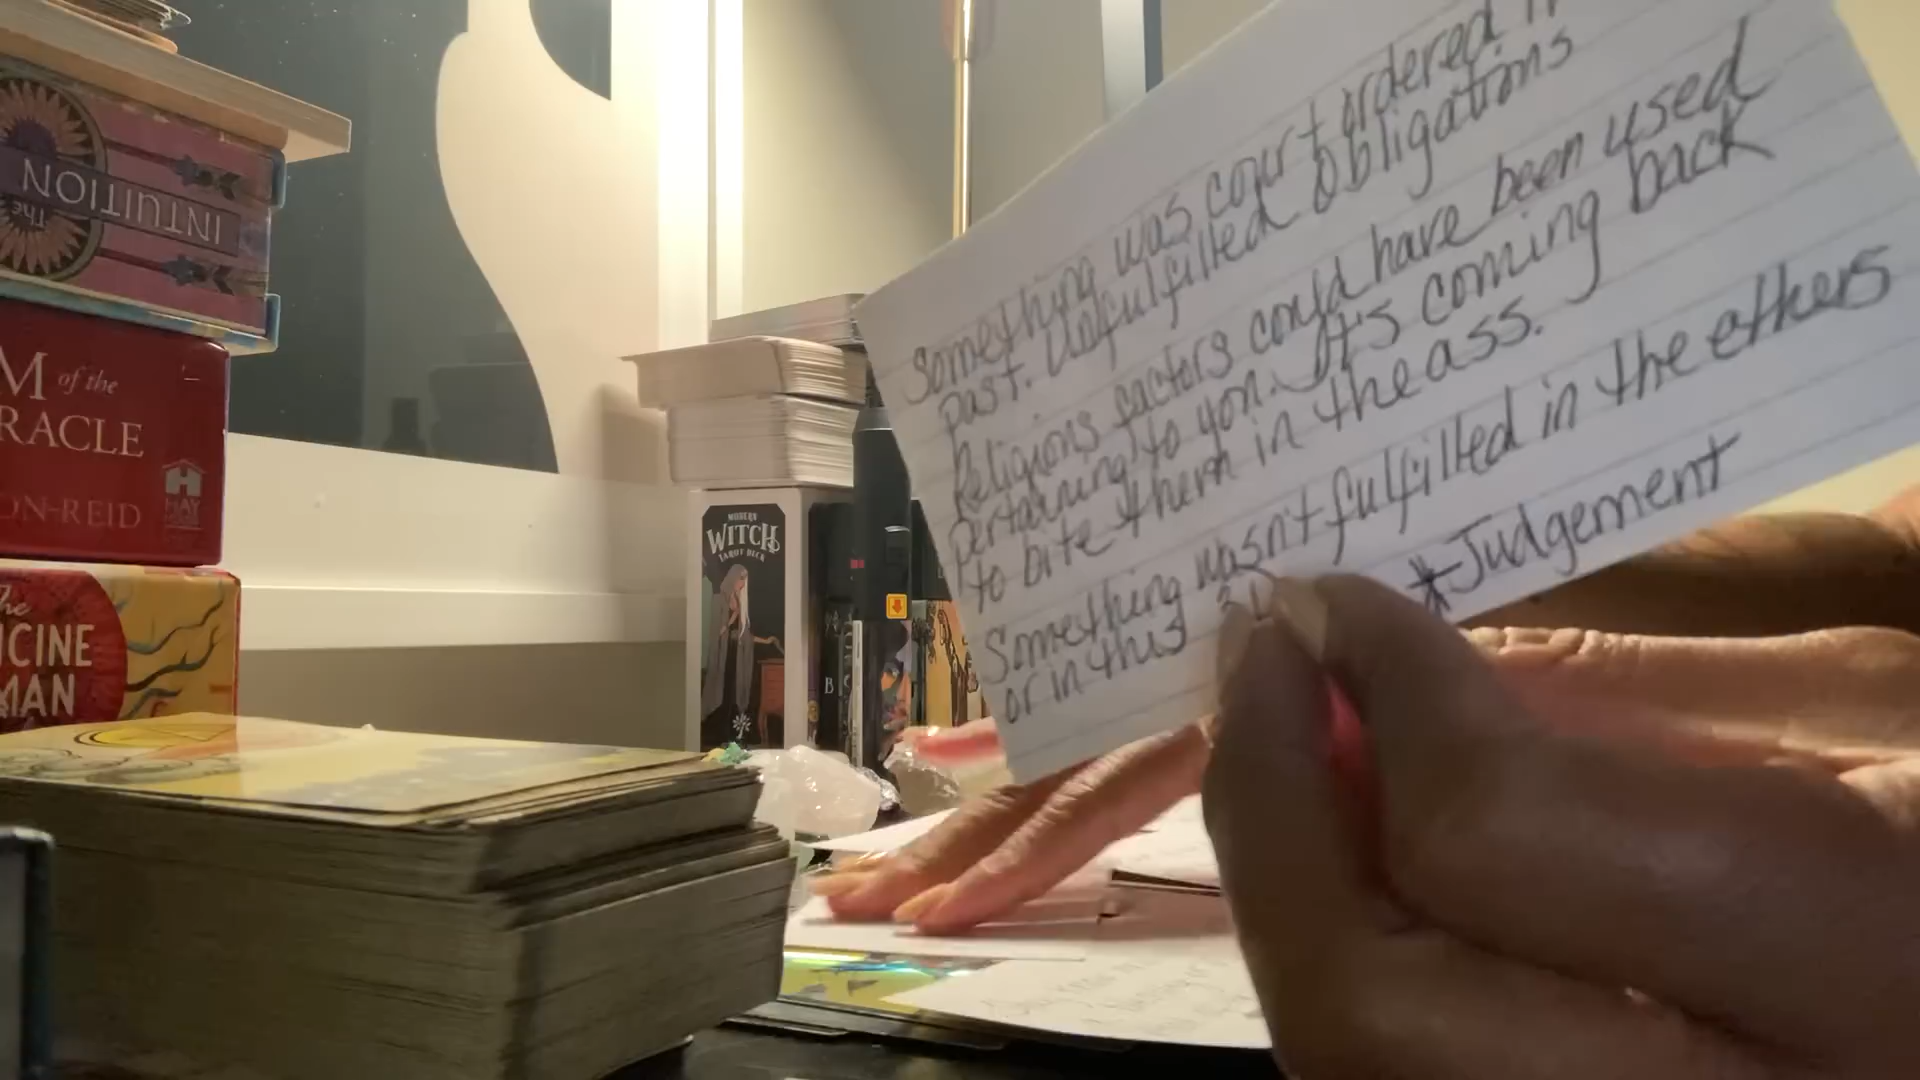 The
INTUITION
M of the
RACLE
ON-REID
HAY
The
ICINE
MAN
MODERN
WITCH
TAROT DECK
B
Something was court ordered
past. Unfulfilled obligations
Religious factors could have been used
pertaining to you. It's coming back
to bite them in the ass.
Something wasn't fulfilled in the ethers
or in this
*Judgement